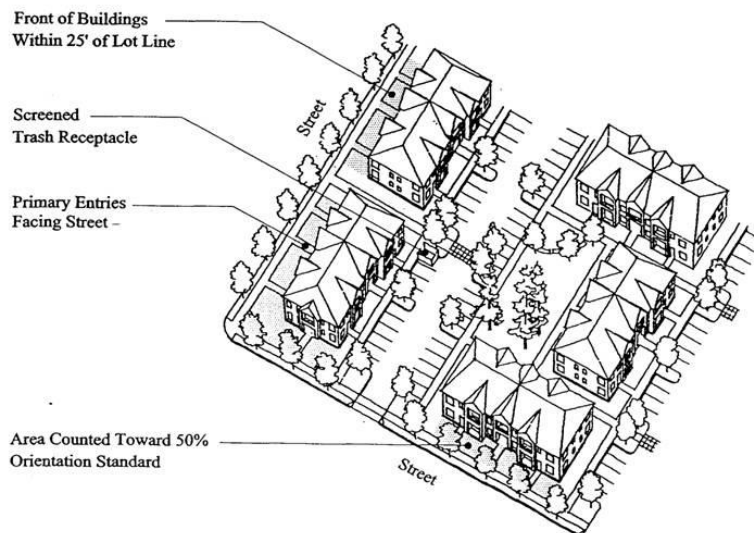 Front of Buildings
Within 25' of Lot Line
Street
Screened
Trash Receptacle
Primary Entries
Facing Street –
Area Counted Toward 50%
Orientation Standard
Street